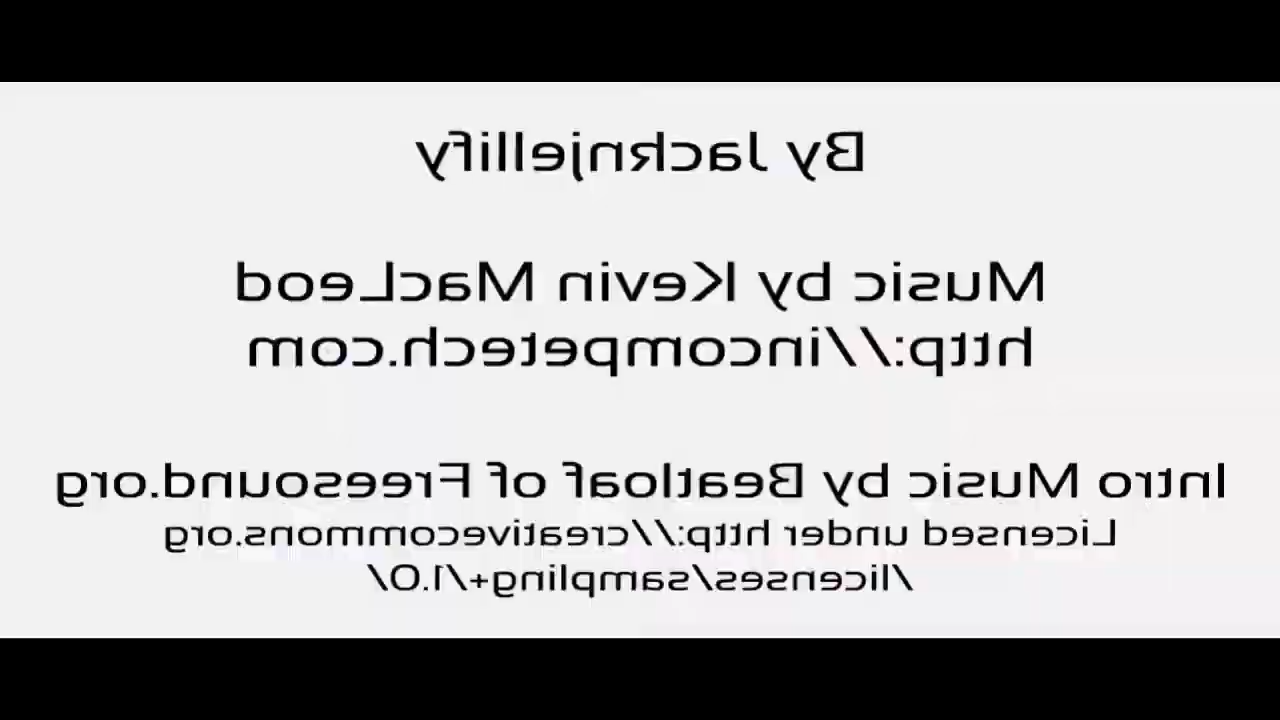 By Jacknjellify
Music by Kevin MacLeod
http://incompetech.com
Intro Music by Beatloaf of Freesound.org
Licensed under http://creativecommons.org
/licenses/sampling+/1.0/